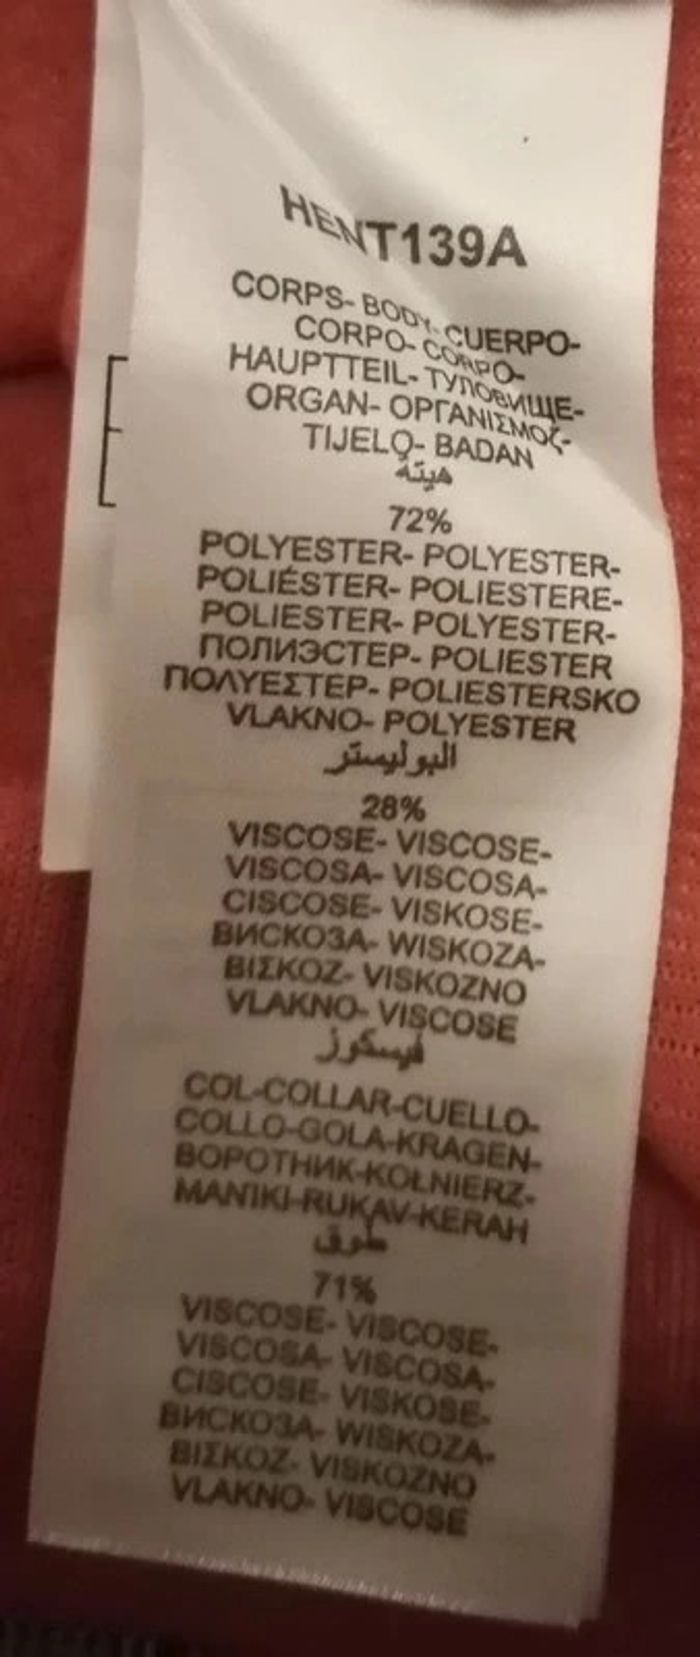 HENT139A
CORPS- BODY- CUERPO-
CORPO- CORPO-
HAUPTTEIL- ТУЛОВИЩЕ-
ORGAN- ΟΡΓΑΝΙΣΜΟζ-
TIJELO- BADAN
هيئة
72%
POLYESTER- POLYESTER-
POLIÉSTER- POLIESTERE-
POLIESTER- POLYESTER-
ПОЛИЭСТЕР- POLIESTER
ΠΟΛΥΕΣΤΕΡ- POLIESTERSKO
VLAKNO- POLYESTER
البوليستر
28%
VISCOSE- VISCOSE-
VISCOSA- VISCOSA-
CISCOSE- VISKOSE-
ВИСКОЗА- WISKOZA-
ΒΙΣΚΟΖ- VISKOZNO
VLAKNO- VISCOSE
فيسكوز
COL-COLLAR-CUELLO-
COLLO-GOLA-KRAGEN-
ВОРОТНИК-KOŁNIERZ-
MANIKI-RUKAV-KERAH
طوق
71%
VISCOSE- VISCOSE-
VISCOSA- VISCOSA-
CISCOSE- VISKOSE-
ВИСКОЗА- WISKOZA-
ΒΙΣΚΟΖ- VISKOZNO
VLAKNO- VISCOSE